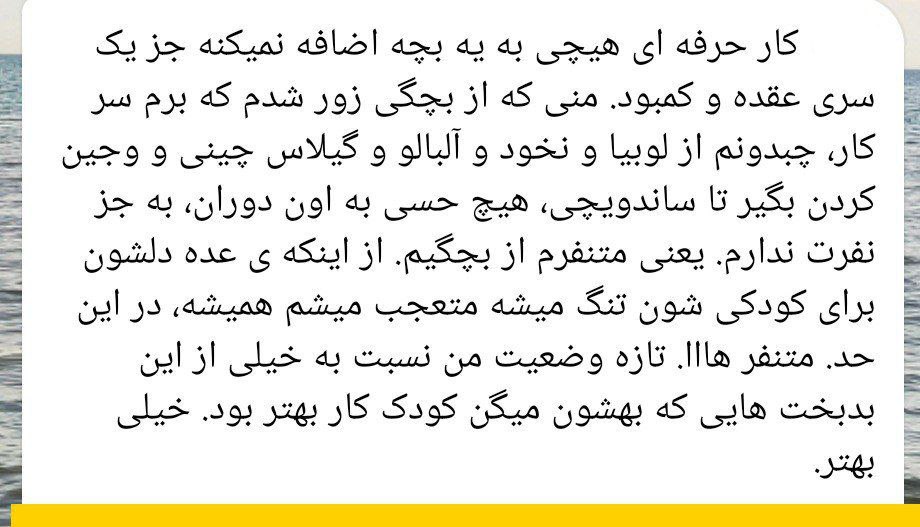 کار حرفه ای هیچی به یه بچه اضافه نمیکنه جز یک
سری عقده و کمبود. منی که از بچگی زور شدم که برم سر
کار، چبدونم از لوبیا و نخود و آلبالو و گیلاس چینی و وجین
کردن بگیر تا ساندویچی، هیچ حسی به اون دوران، به جز
نفرت ندارم. یعنی متنفرم از بچگیم. از اینکه ی عده دلشون
برای کودکی شون تنگ میشه متعجب میشم همیشه، در این
حد. متنفر هااا. تازه وضعیت من نسبت به خیلی از این
بدبخت هایی که بهشون میگن کودک کار بهتر بود. خیلی
بهتر.